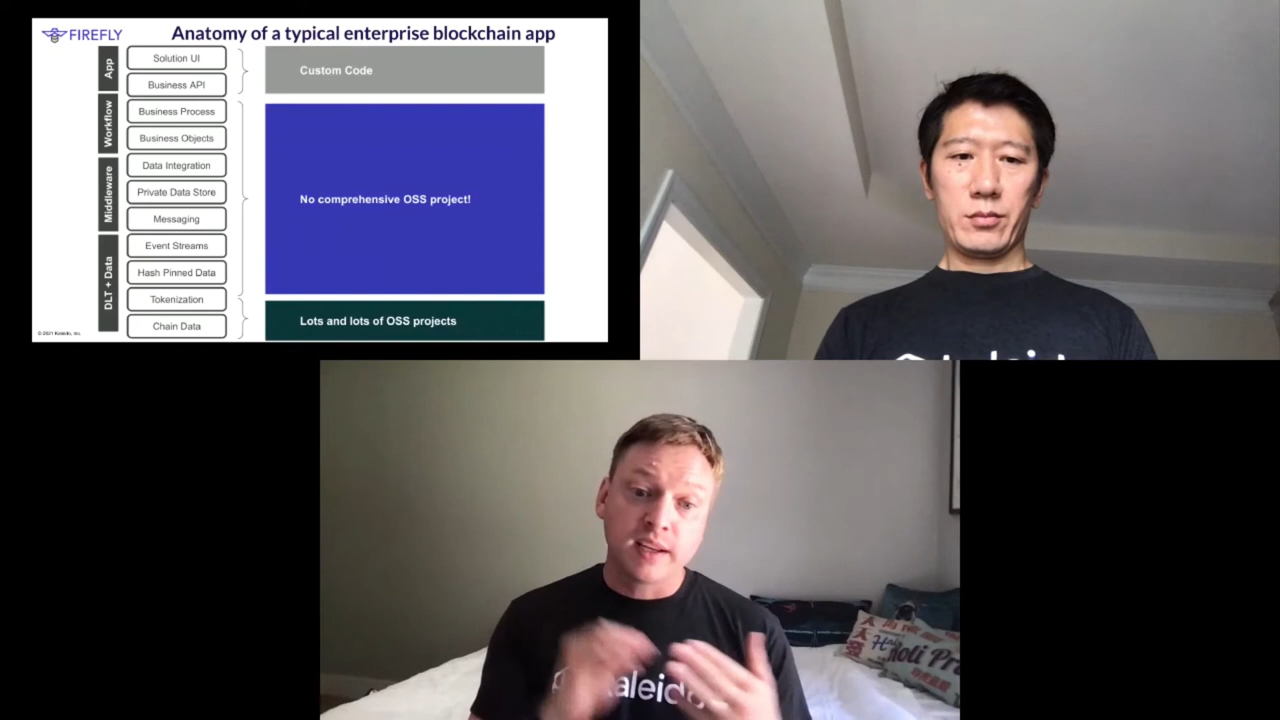 FIREFLY
Anatomy of a typical enterprise blockchain app
App
Solution UI
Business API
Custom Code
Workflow
Business Process
Business Objects
Middleware
Data Integration
Private Data Store
Messaging
No comprehensive OSS project!
DLT + Data
Event Streams
Hash Pinned Data
Tokenization
Chain Data
Lots and lots of OSS projects
© 2021 Kaleido, Inc.